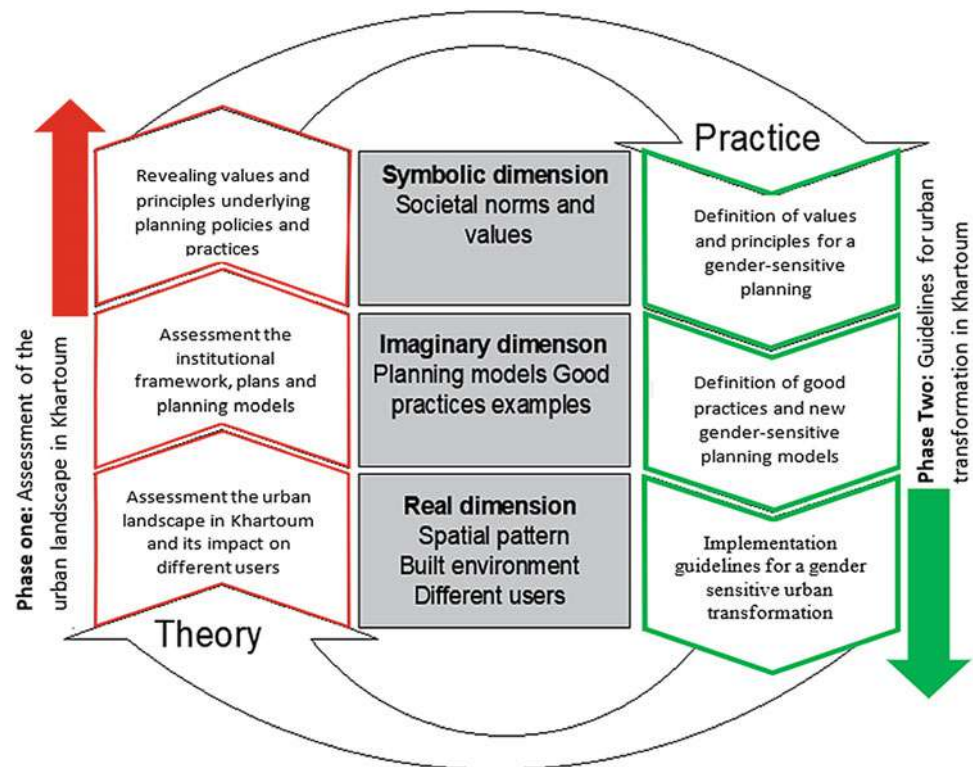 Practice
Theory
Phase one: Assessment of the
urban landscape in Khartoum
Revealing values and
principles underlying
planning policies and
practices
Assessment the
institutional
framework, plans and
planning models
Assessment the urban
landscape in Khartoum
and its impact on
different users
Symbolic dimension
Societal norms and
values
Imaginary dimenson
Planning models Good
practices examples
Real dimension
Spatial pattern
Built environment
Different users
Definition of values
and principles for a
gender-sensitive
planning
Definition of good
practices and new
gender-sensitive
planning models
Implementation
guidelines for a gender
sensitive urban
transformation
Phase Two: Guidelines for urban
transformation in Khartoum